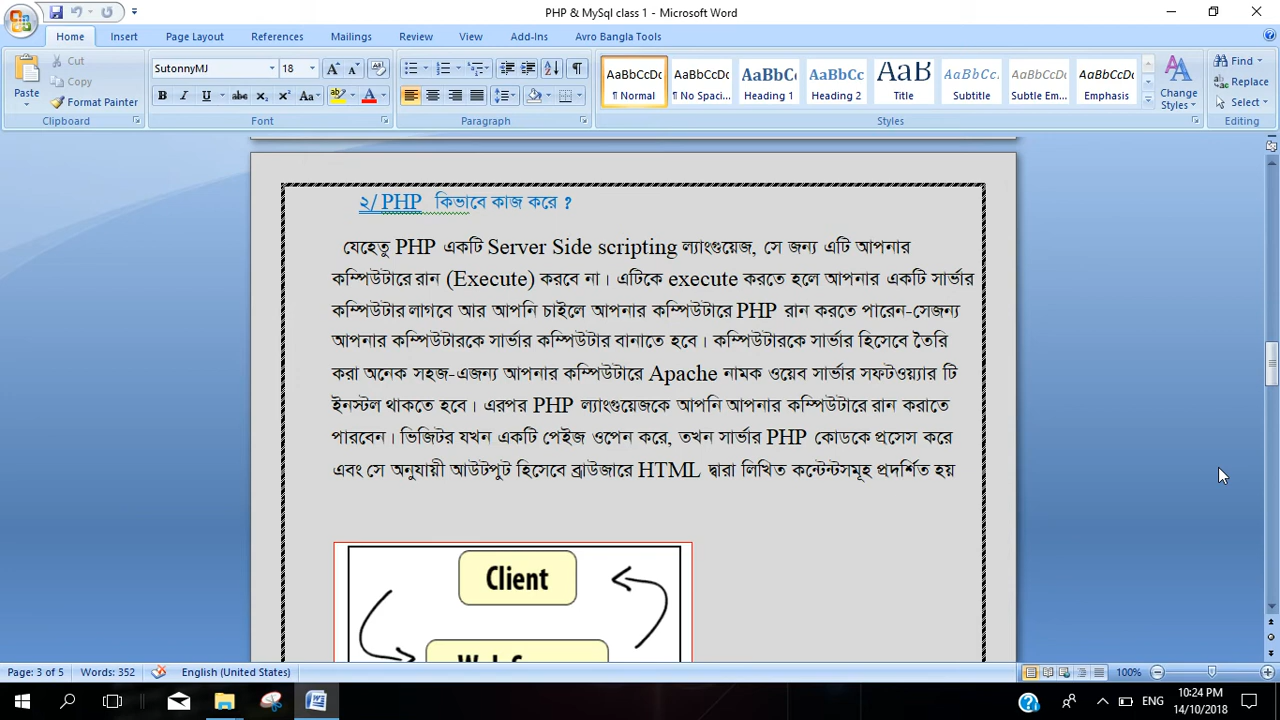 PHP & MySql class 1 - Microsoft Word
Home Insert Page Layout References Mailings Review View Add-Ins Avro Bangla Tools
Paste
Cut
Copy
Format Painter
Clipboard
SutonnyMJ 18
B I U abc x₂ x² Aa
Font
Paragraph
AaBbCcDc AaBbCcDc AaBbC AaBbCc AaB AaBbCc. AaBbCcDc AaBbCcDc
¶ Normal ¶ No Spaci... Heading 1 Heading 2 Title Subtitle Subtle Em... Emphasis
Change Styles
Styles
Find
Replace
Select
Editing
২/ PHP কিভাবে কাজ করে ?
যেহেতু PHP একটি Server Side scripting ল্যাংগুয়েজ, সে জন্য এটি আপনার
কম্পিউটারে রান (Execute) করবে না। এটিকে execute করতে হলে আপনার একটি সার্ভার
কম্পিউটার লাগবে আর আপনি চাইলে আপনার কম্পিউটারে PHP রান করতে পারেন-সেজন্য
আপনার কম্পিউটারকে সার্ভার কম্পিউটার বানাতে হবে। কম্পিউটারকে সার্ভার হিসেবে তৈরি
করা অনেক সহজ-এজন্য আপনার কম্পিউটারে Apache নামক ওয়েব সার্ভার সফটওয়্যার টি
ইনস্টল থাকতে হবে। এরপর PHP ল্যাংগুয়েজকে আপনি আপনার কম্পিউটারে রান করাতে
পারবেন। ভিজিটর যখন একটি পেইজ ওপেন করে, তখন সার্ভার PHP কোডকে প্রসেস করে
এবং সে অনুযায়ী আউটপুট হিসেবে ব্রাউজারে HTML দ্বারা লিখিত কন্টেন্টসমূহ প্রদর্শিত হয়
Client
Page: 3 of 5 Words: 352 English (United States) 100%
ENG 10:24 PM
14/10/2018